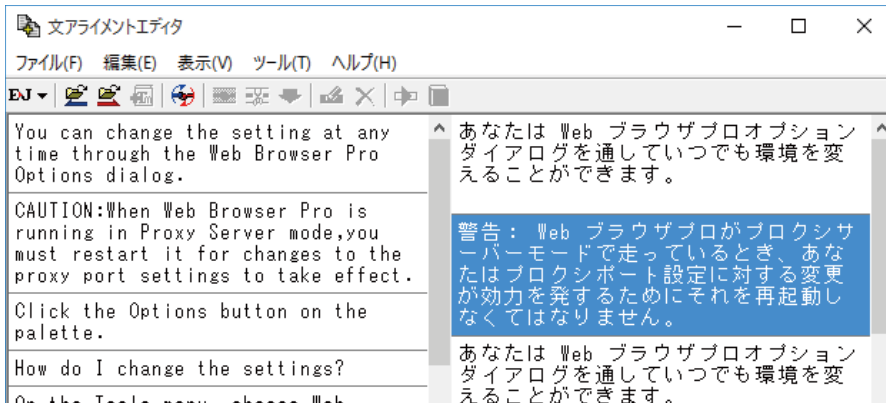 文アライメントエディタ
ファイル(F) 編集(E) 表示(V) ツール(T) ヘルプ(H)
EJ
You can change the setting at any
time through the Web Browser Pro
Options dialog.
CAUTION:When Web Browser Pro is
running in Proxy Server mode,you
must restart it for changes to the
proxy port settings to take effect.
Click the Options button on the
palette.
How do I change the settings?
On the Tools menu, choose Web
あなたは Web ブラウザプロオプション
ダイアログを通していつでも環境を変
えることができます。
警告: Web ブラウザプロがプロクシサ
ーバーモードで走っているとき、あな
たはプロクシポート設定に対する変更
が効力を発するためにそれを再起動し
なくてはなりません。
あなたは Web ブラウザプロオプション
ダイアログを通していつでも環境を変
えることができます。